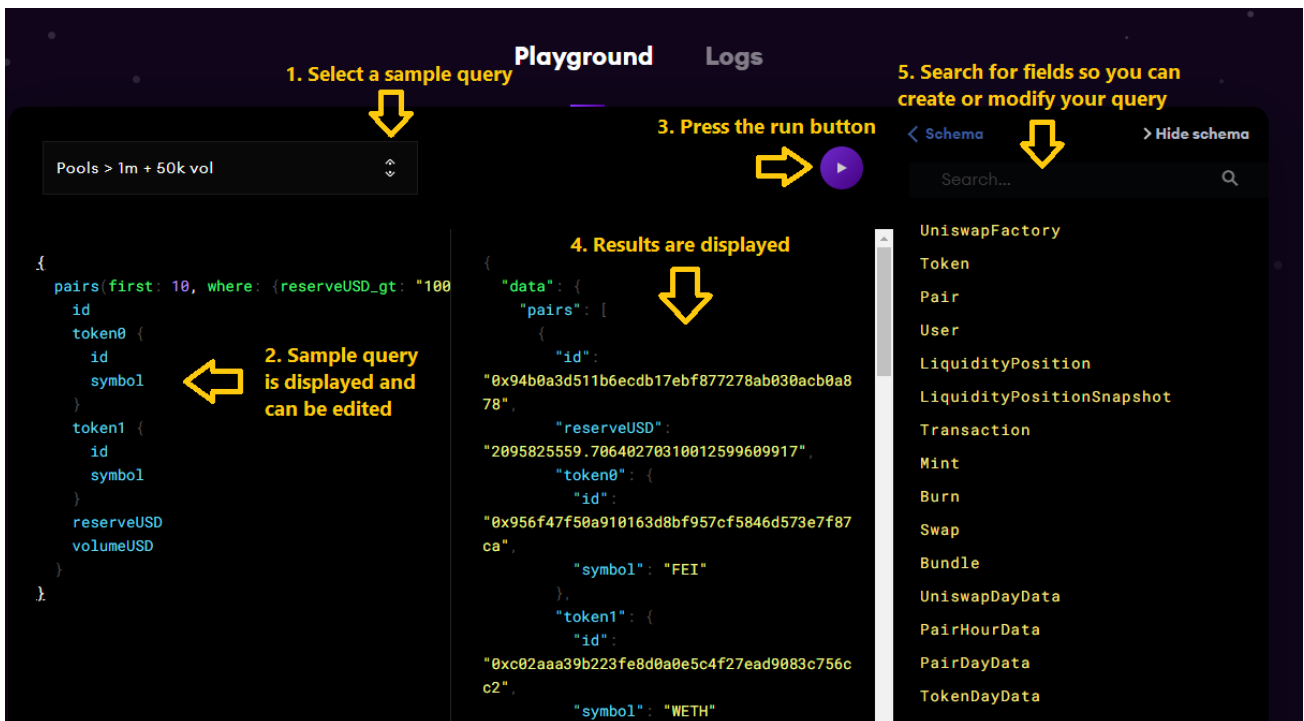 Playground
Logs
1. Select a sample query
5. Search for fields so you can
create or modify your query
3. Press the run button
< Schema
> Hide schema
Pools > 1m + 50k vol
Search...
4. Results are displayed
{
pairs(first: 10, where: {reserveUSD_gt: "100
id
token0 {
id
symbol
}
token1 {
id
symbol
}
reserveUSD
volumeUSD
}
}
2. Sample query
is displayed and
can be edited
{
"data": {
"pairs": [
{
"id":
"0x94b0a3d511b6ecdb17ebf877278ab030acb0a8
78",
"reserveUSD":
"2095825559.70640270310012599609917",
"token0": {
"id":
"0x956f47f50a910163d8bf957cf5846d573e7f87
ca",
"symbol": "FEI"
},
"token1": {
"id":
"0xc02aaa39b223fe8d0a0e5c4f27ead9083c756c
c2",
"symbol": "WETH"
UniswapFactory
Token
Pair
User
LiquidityPosition
LiquidityPositionSnapshot
Transaction
Mint
Burn
Swap
Bundle
UniswapDayData
PairHourData
PairDayData
TokenDayData